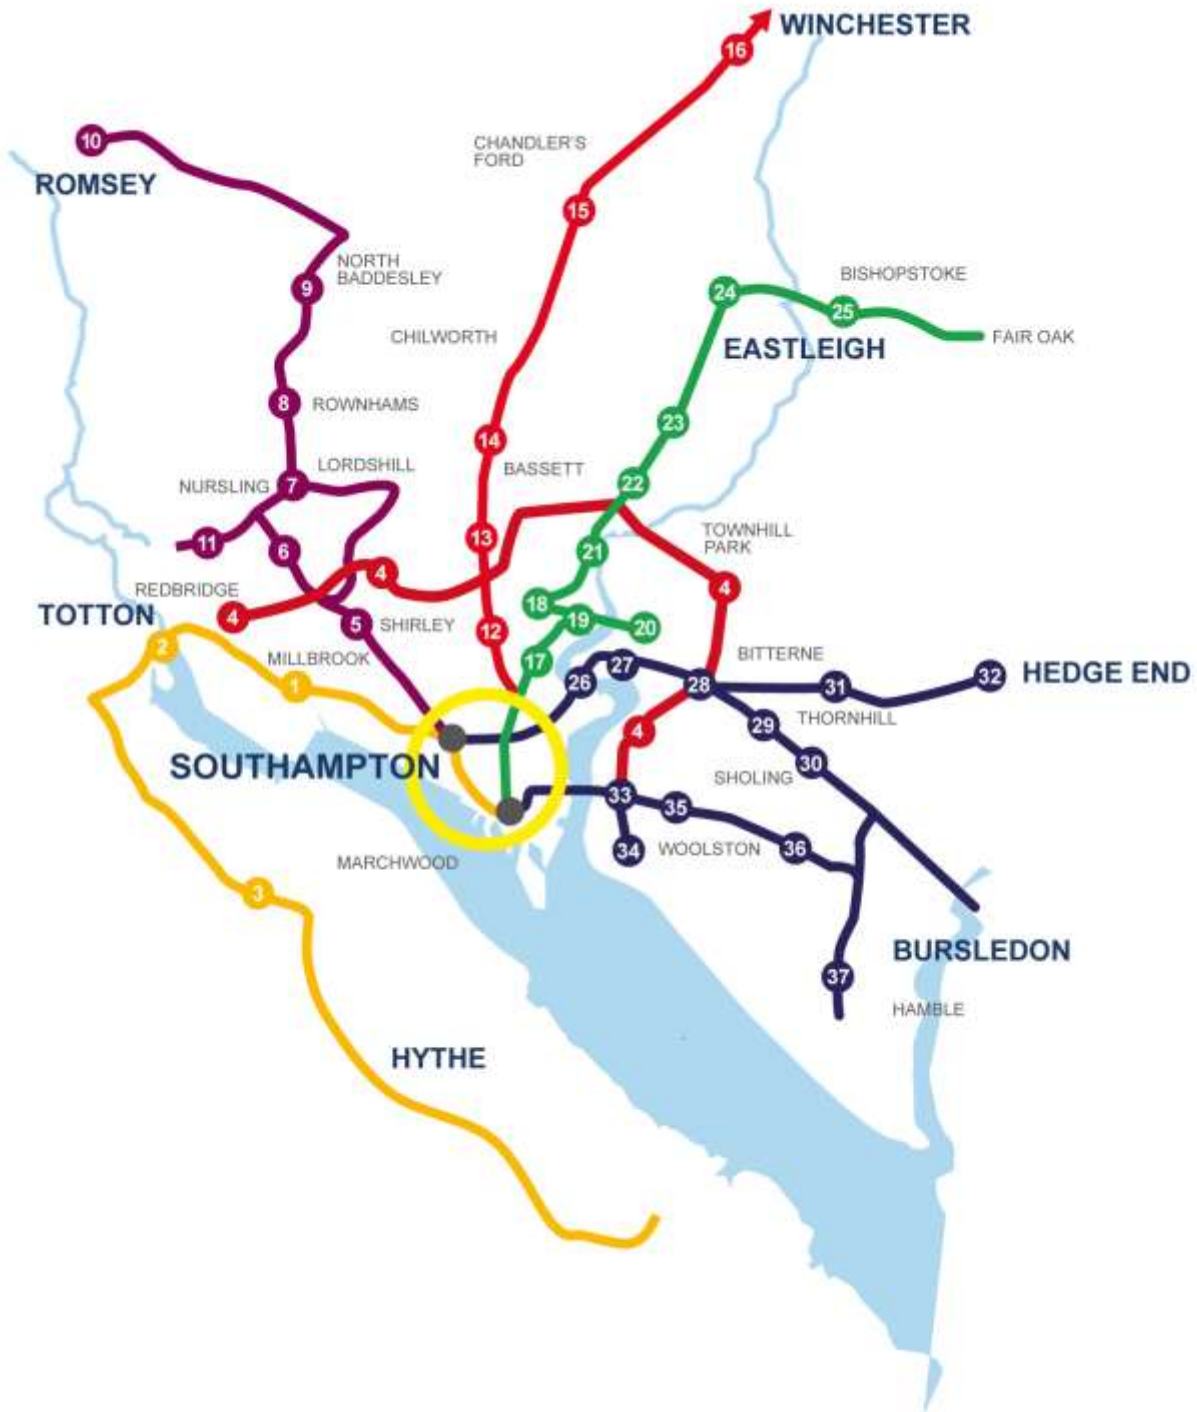 WINCHESTER
16
CHANDLER'S
FORD
10
ROMSEY
15
NORTH
BADDESLEY
9
BISHOPSTOKE
24
25
CHILWORTH
EASTLEIGH
FAIR OAK
8
ROWNHAMS
23
14
LORDSHILL
BASSETT
NURSLING
7
22
11
6
13
21
TOWNHILL
PARK
REDBRIDGE
4
4
4
TOTTON
18
19
20
5
SHIRLEY
12
2
MILLBROOK
1
17
26
27
28
BITTERNE
31
32
HEDGE END
29
THORNHILL
4
SOUTHAMPTON
30
SHOLING
33
35
34
WOOLSTON
36
MARCHWOOD
3
BURSLEDON
37
HAMBLE
HYTHE